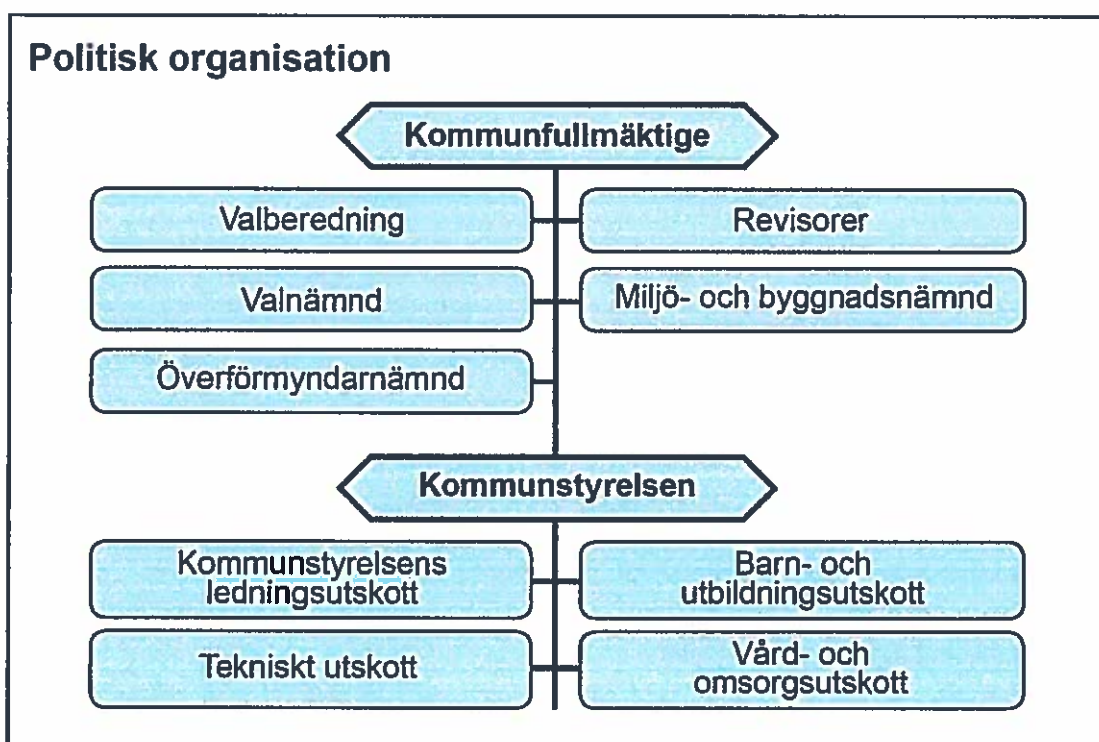 Politisk organisation
Kommunfullmäktige
Valberedning
Revisorer
Valnämnd
Miljö- och byggnadsnämnd
Överförmyndarnämnd
Kommunstyrelsen
Kommunstyrelsens
ledningsutskott
Barn- och
utbildningsutskott
Tekniskt utskott
Vård- och
omsorgsutskott